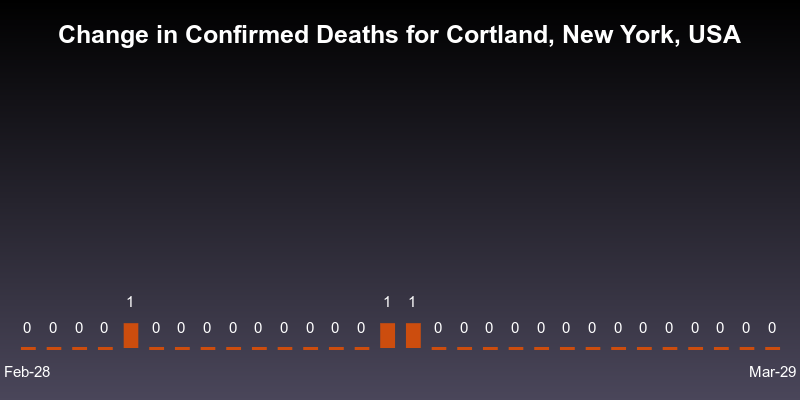 Change in Confirmed Deaths for Cortland, New York, USA
1 1 1
0 0 0 0 0 0 0 0 0 0 0 0 0 0 0 0 0 0 0 0 0 0 0 0 0 0 0
Feb-28 Mar-29